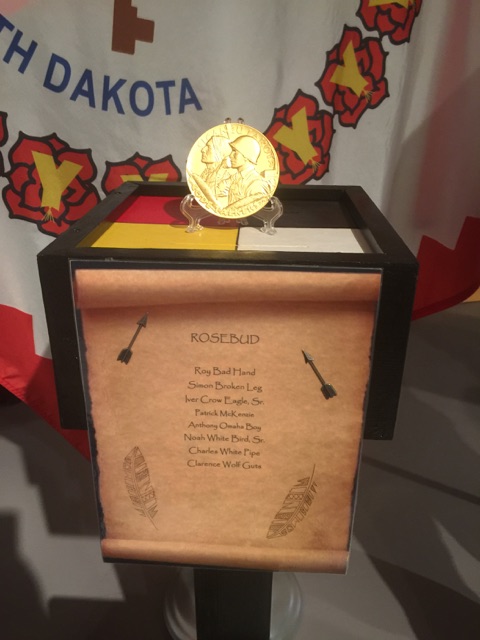 TH DAKOTA
ROSEBUD
Roy Bad Hand
Simon Broken Leg
Iver Crow Eagle, Sr.
Patrick McKenzie
Anthony Omaha Boy
Noah White Bird, Sr.
Charles White Pipe
Clarence Wolf Guts